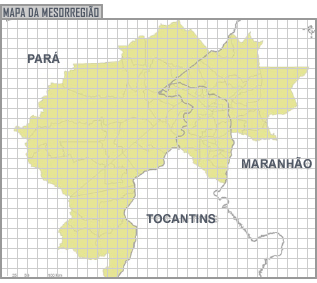 MAPA DA MESORREGIÃO
PARÁ
MARANHÃO
TOCANTINS